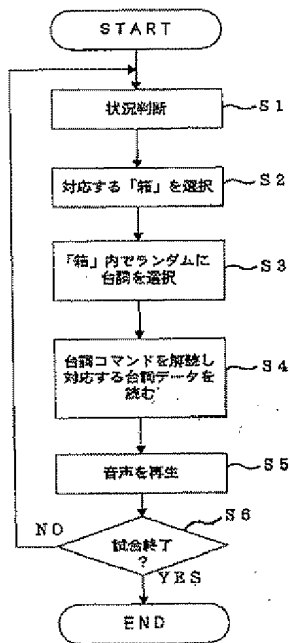 START
状況判断
S1
対応する「箱」を選択
S2
「箱」内でランダムに
台詞を選択
S3
台詞コマンドを解読し
対応する台詞データを
読む
S4
音声を再生
S5
S6
NO
試合終了
?
YES
END